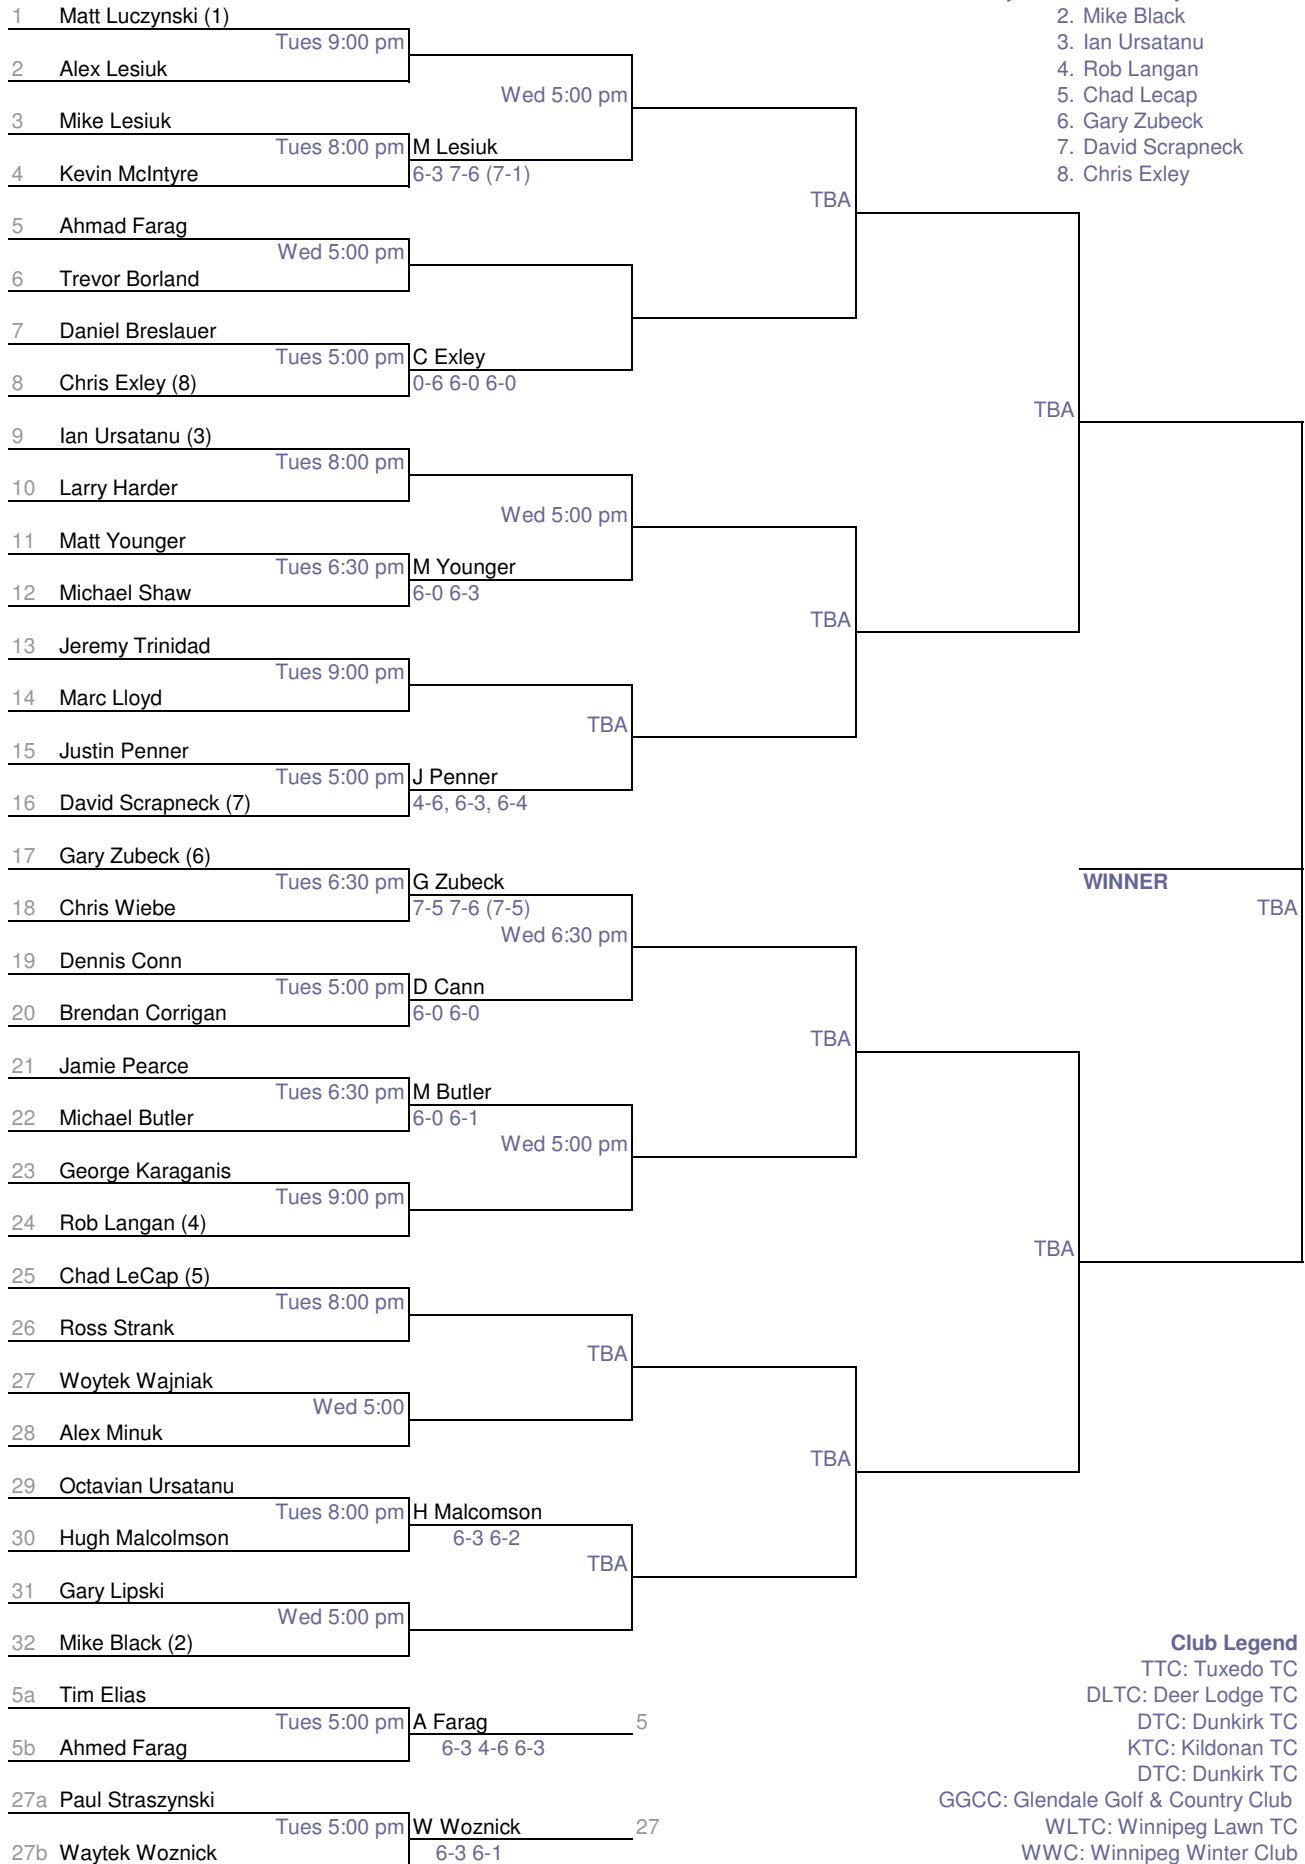 2. Mike Black
1 Matt Luczynski (1)
Tues 9:00 pm
3. Ian Ursatanu
2 Alex Lesiuk
4. Rob Langan
Wed 5:00 pm
5. Chad Lecap
3 Mike Lesiuk
6. Gary Zubeck
Tues 8:00 pm M Lesiuk
7. David Scrapneck
4 Kevin McIntyre
6-3 7-6 (7-1)
8. Chris Exley
TBA
5 Ahmad Farag
Wed 5:00 pm
6 Trevor Borland
7 Daniel Breslauer
Tues 5:00 pm C Exley
8 Chris Exley (8)
0-6 6-0 6-0
TBA
9 Ian Ursatanu (3)
Tues 8:00 pm
10 Larry Harder
Wed 5:00 pm
11 Matt Younger
Tues 6:30 pm M Younger
12 Michael Shaw
6-0 6-3
TBA
13 Jeremy Trinidad
Tues 9:00 pm
14 Marc Lloyd
TBA
15 Justin Penner
Tues 5:00 pm J Penner
16 David Scrapneck (7)
4-6, 6-3, 6-4
17 Gary Zubeck (6)
Tues 6:30 pm G Zubeck
WINNER
18 Chris Wiebe
7-5 7-6 (7-5)
TBA
Wed 6:30 pm
19 Dennis Conn
Tues 5:00 pm D Cann
20 Brendan Corrigan
6-0 6-0
TBA
21 Jamie Pearce
Tues 6:30 pm M Butler
22 Michael Butler
6-0 6-1
Wed 5:00 pm
23 George Karaganis
Tues 9:00 pm
24 Rob Langan (4)
TBA
25 Chad LeCap (5)
Tues 8:00 pm
26 Ross Strank
TBA
27 Woytek Wajniak
Wed 5:00
28 Alex Minuk
TBA
29 Octavian Ursatanu
Tues 8:00 pm H Malcomson
30 Hugh Malcolmson
6-3 6-2
TBA
31 Gary Lipski
Wed 5:00 pm
32 Mike Black (2)
Club Legend
TTC: Tuxedo TC
5a Tim Elias
DLTC: Deer Lodge TC
Tues 5:00 pm A Farag 5
DTC: Dunkirk TC
5b Ahmed Farag
6-3 4-6 6-3
KTC: Kildonan TC
DTC: Dunkirk TC
27a Paul Straszynski
GGCC: Glendale Golf & Country Club
Tues 5:00 pm W Woznick 27
WLTC: Winnipeg Lawn TC
27b Waytek Woznick
6-3 6-1
WWC: Winnipeg Winter Club